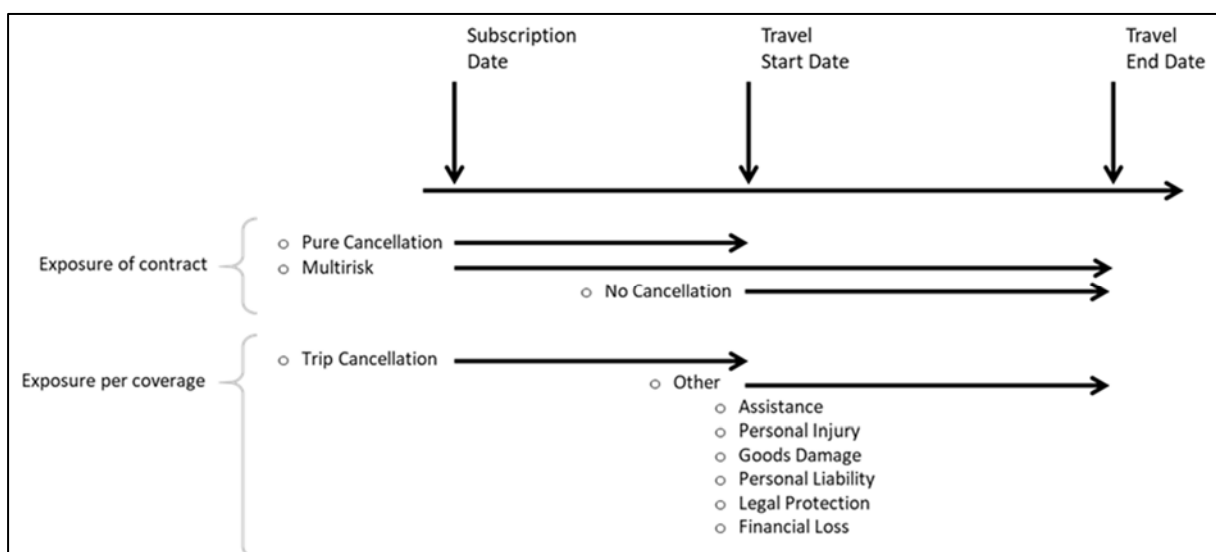 Subscription
Date
Travel
Start Date
Travel
End Date
Exposure of contract
○ Pure Cancellation
○ Multirisk
○ No Cancellation
Exposure per coverage
○ Trip Cancellation
○ Other
○ Assistance
○ Personal Injury
○ Goods Damage
○ Personal Liability
○ Legal Protection
○ Financial Loss